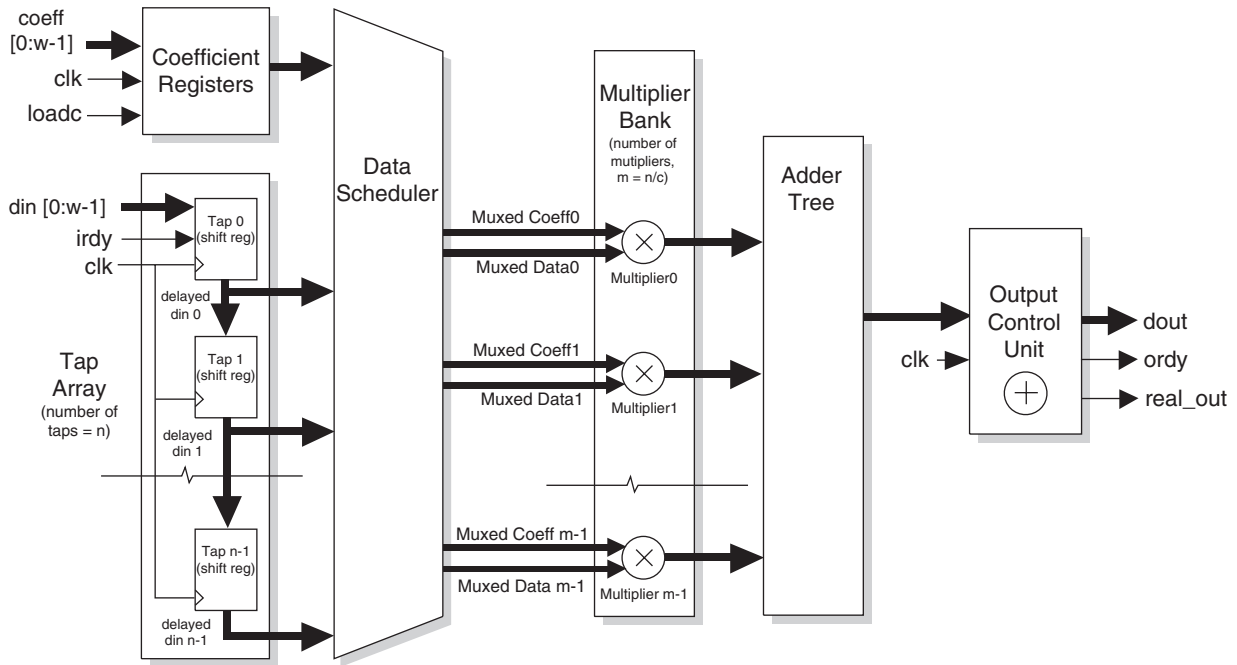 coeff
[0:w-1]
clk
loadc
Coefficient
Registers
din [0:w-1]
irdy
clk
Tap 0
(shift reg)
delayed
din 0
Tap 1
(shift reg)
delayed
din 1
Tap n-1
(shift reg)
delayed
din n-1
Tap
Array
(number of
taps = n)
Data
Scheduler
Muxed Coeff0
Muxed Data0
Muxed Coeff1
Muxed Data1
Muxed Coeff m-1
Muxed Data m-1
Multiplier
Bank
(number of
mutipliers,
m = n/c)
Multiplier0
Multiplier1
Multiplier m-1
Adder
Tree
clk
Output
Control
Unit
dout
ordy
real_out